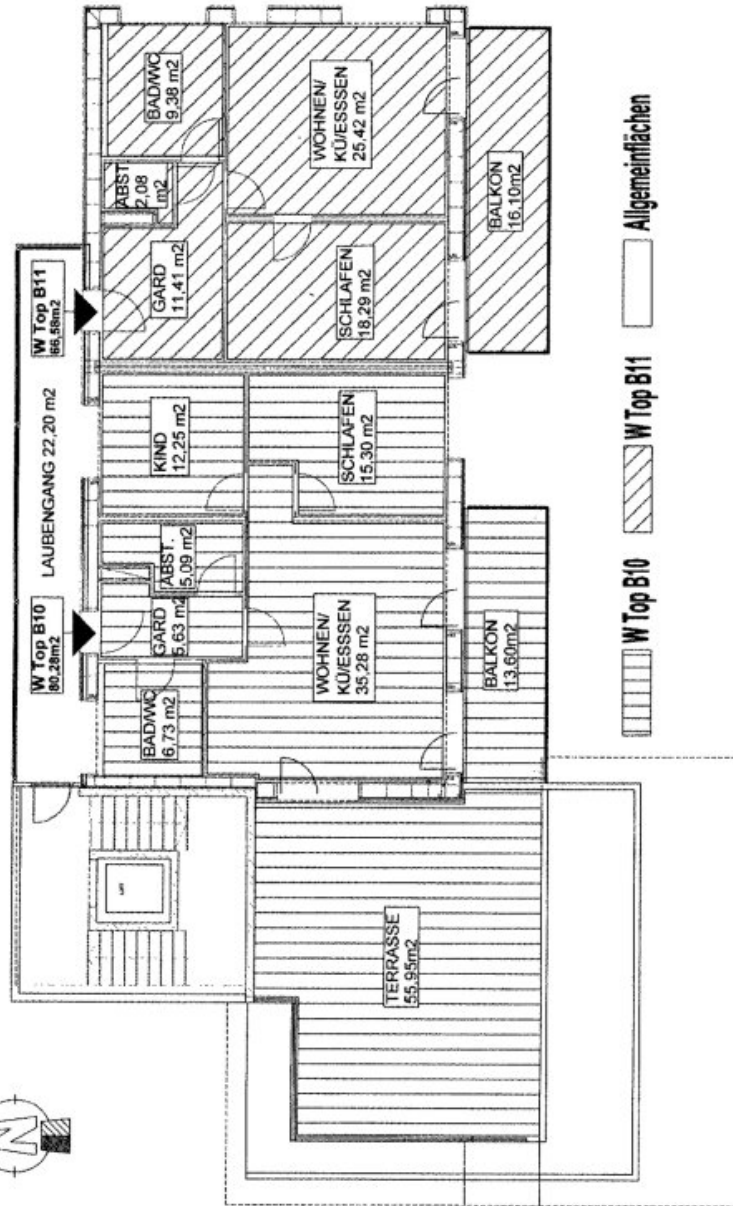 W Top B10
80,28m2
LAUBENGANG 22,20 m2
W Top B11
66,58m2
BAD/WC
6,73 m2
GARD
5,63 m2
ABST.
5,09 m2
KIND
12,25 m2
GARD
11,41 m2
ABST.
2,08
m2
BAD/WC
9,38 m2
WOHNEN/
KÜ/ESSSEN
35,28 m2
SCHLAFEN
15,30 m2
SCHLAFEN
18,29 m2
WOHNEN/
KÜ/ESSSEN
25,42 m2
TERRASSE
55,95m2
BALKON
13,60m2
BALKON
16,10m2
W Top B10
W Top B11
Allgemeinflächen
N